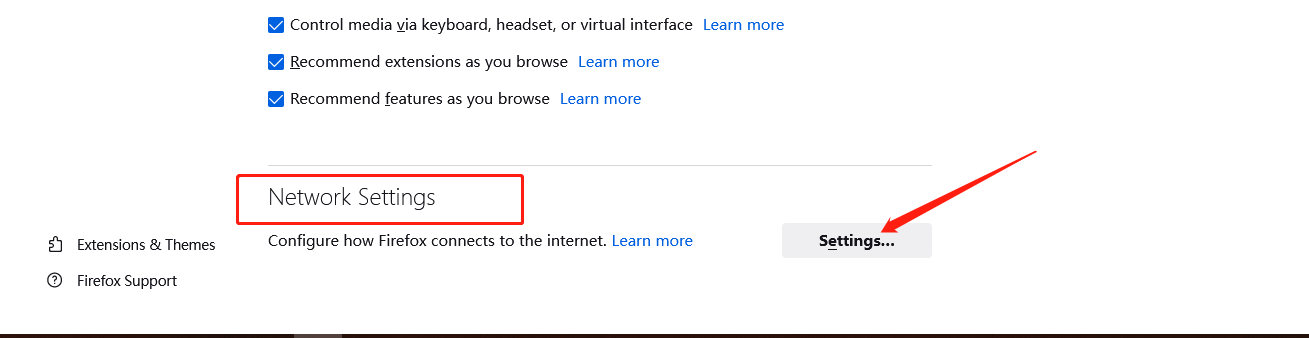 Control media via keyboard, headset, or virtual interface Learn more
Recommend extensions as you browse Learn more
Recommend features as you browse Learn more
Network Settings
Configure how Firefox connects to the internet. Learn more Settings...
Extensions & Themes
Firefox Support